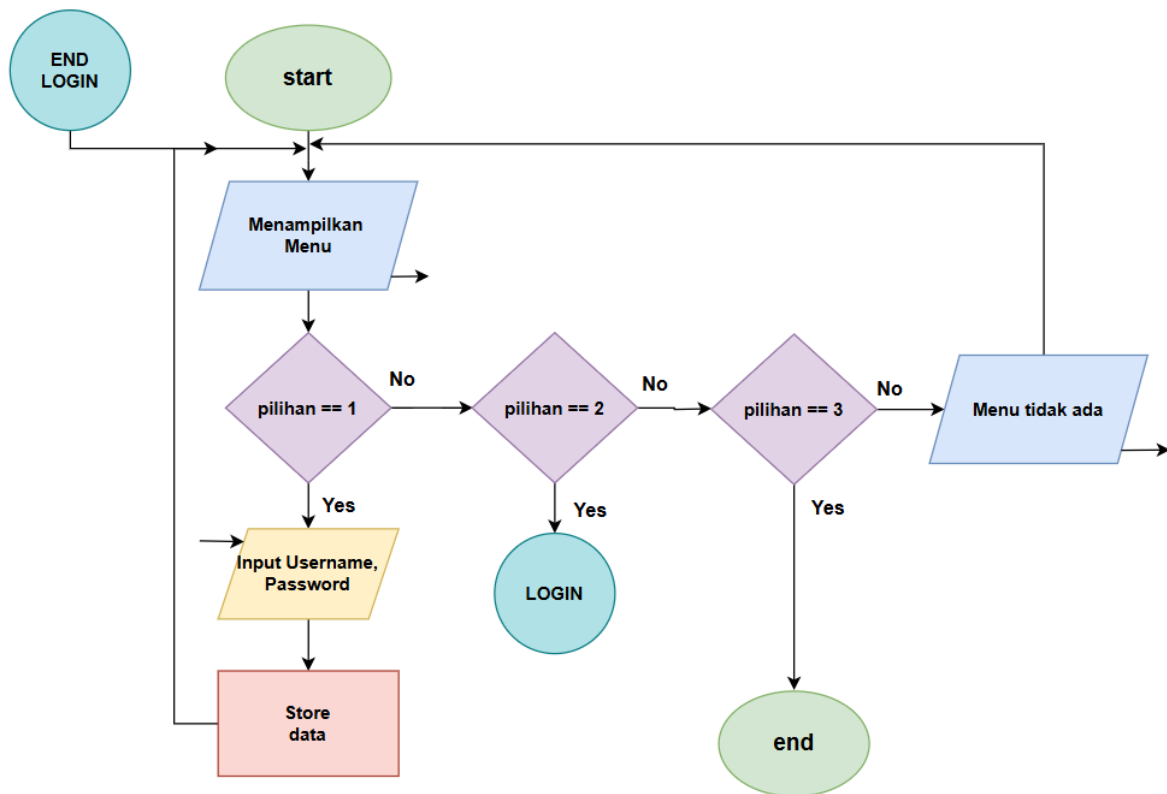 END
LOGIN
start
Menampilkan
Menu
No
No
No
pilihan == 1
pilihan == 2
pilihan == 3
Menu tidak ada
Yes
Yes
Yes
Input Username,
Password
LOGIN
Store
data
end